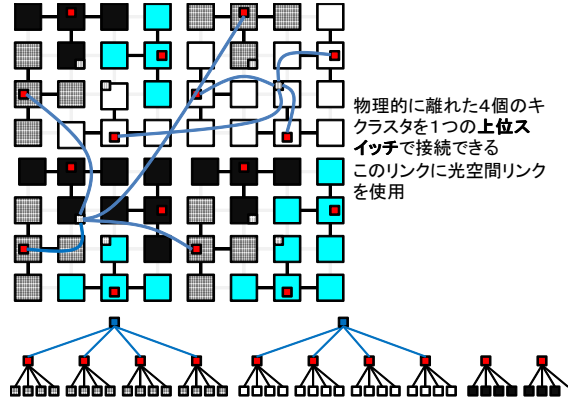 物理的に離れた4個のキ
クラスタを1つの上位ス
イッチで接続できる
このリンクに光空間リンク
を使用